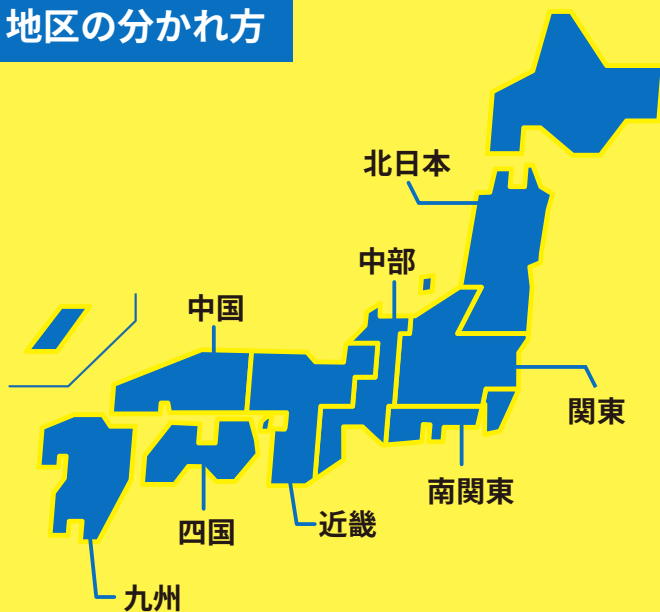 地区の分かれ方
北日本
中部
中国
関東
南関東
近畿
四国
九州